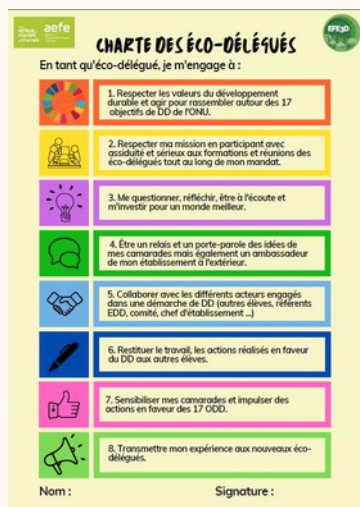 aefe
EFE3D
CHARTE DES ÉCO-DÉLÉGUÉS
En tant qu'éco-délégué, je m'engage à :
1. Respecter les valeurs du développement
durable et agir pour rassembler autour des 17
objectifs de DD de l'ONU.
2. Respecter ma mission en participant avec
assiduité et sérieux aux formations et réunions des
éco-délégués tout au long de mon mandat.
3. Me questionner, réfléchir, être à l'écoute et
m'investir pour un monde meilleur.
4. Être un relais et un porte-parole des idées de
mes camarades mais également un ambassadeur
de mon établissement à l'extérieur.
5. Collaborer avec les différents acteurs engagés
dans une démarche de DD (autres élèves, référents
EDD, comité, chef d'établissement ...)
6. Restituer le travail, les actions réalisés en faveur
du DD aux autres élèves.
7. Sensibiliser mes camarades et impulser des
actions en faveur des 17 ODD.
8. Transmettre mon expérience aux nouveaux éco-
délégués.
Nom :
Signature :